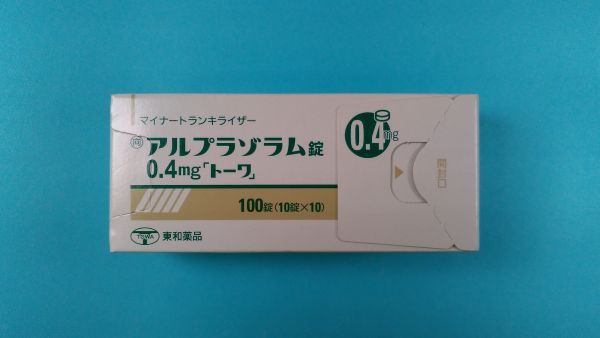 マイナートランキライザー
向 アルプラゾラム錠
0.4mg「トーワ」
100錠(10錠×10)
TOWA 東和薬品
0.4mg
開封口